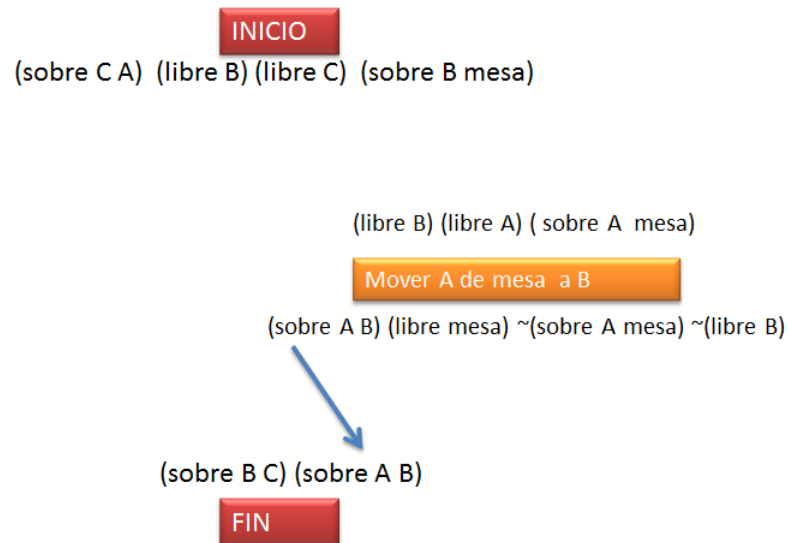 INICIO
(sobre C A) (libre B) (libre C) (sobre B mesa)
(libre B) (libre A) ( sobre A mesa)
Mover A de mesa a B
(sobre A B) (libre mesa) ~(sobre A mesa) ~(libre B)
(sobre B C) (sobre A B)
FIN